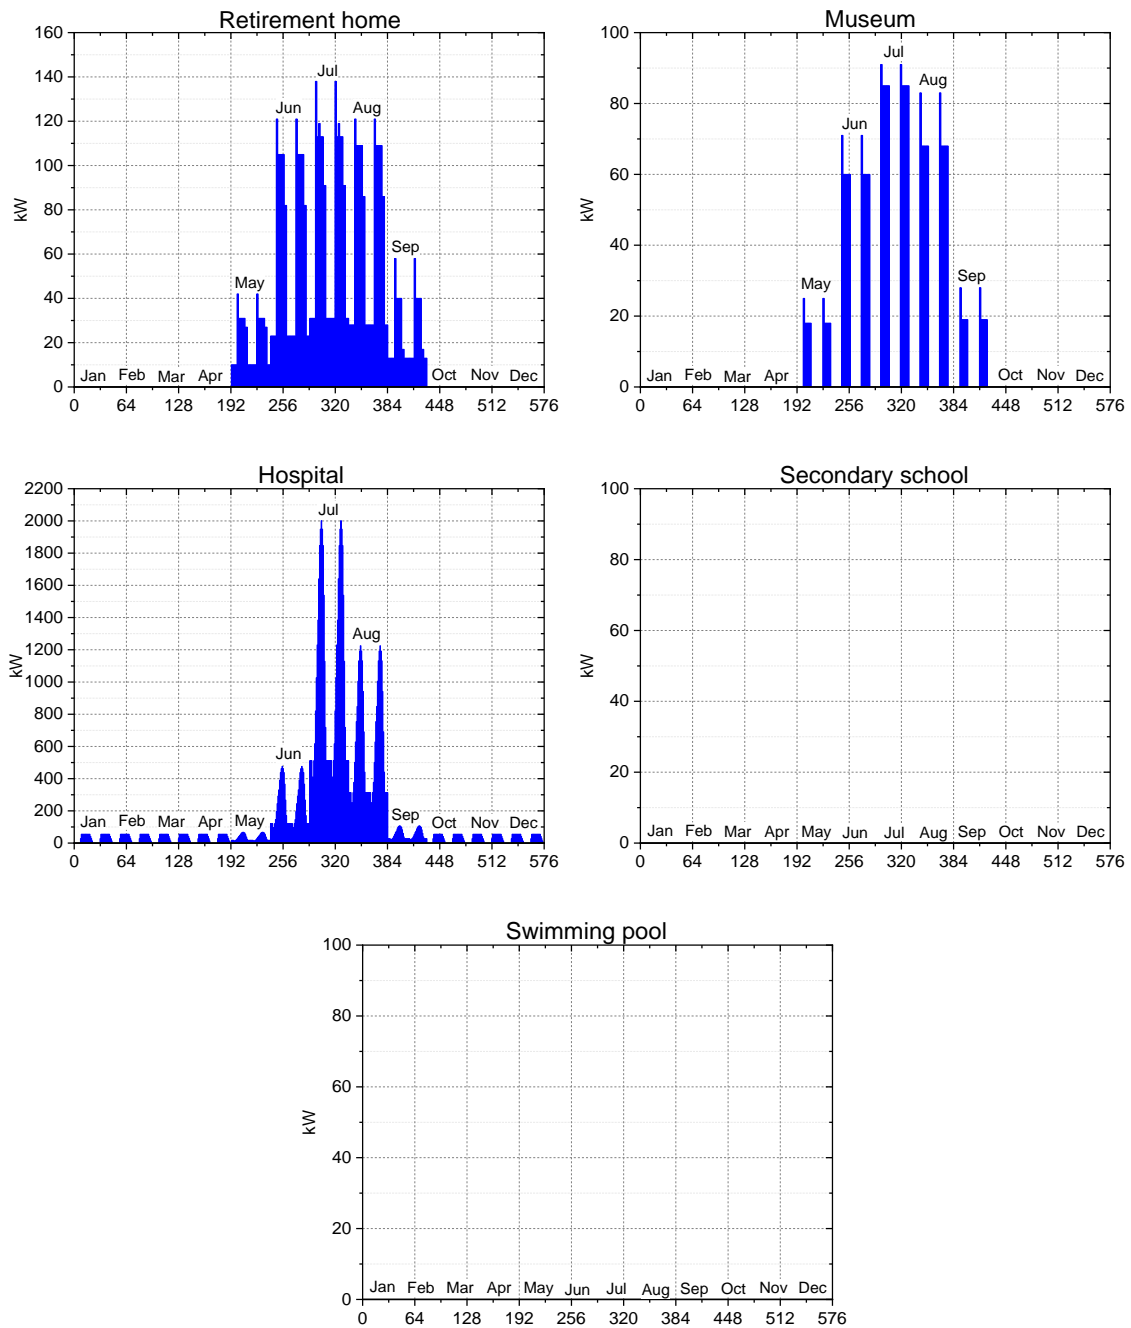 Retirement home
160
140
120
100
80
60
40
20
0
kW
Jan Feb Mar Apr May Jun Jul Aug Sep Oct Nov Dec
0 64 128 192 256 320 384 448 512 576
Museum
100
80
60
40
20
0
kW
Jan Feb Mar Apr May Jun Jul Aug Sep Oct Nov Dec
0 64 128 192 256 320 384 448 512 576
Hospital
2200
2000
1800
1600
1400
1200
1000
800
600
400
200
0
kW
Jan Feb Mar Apr May Jun Jul Aug Sep Oct Nov Dec
0 64 128 192 256 320 384 448 512 576
Secondary school
100
80
60
40
20
0
kW
Jan Feb Mar Apr May Jun Jul Aug Sep Oct Nov Dec
0 64 128 192 256 320 384 448 512 576
Swimming pool
100
80
60
40
20
0
kW
Jan Feb Mar Apr May Jun Jul Aug Sep Oct Nov Dec
0 64 128 192 256 320 384 448 512 576